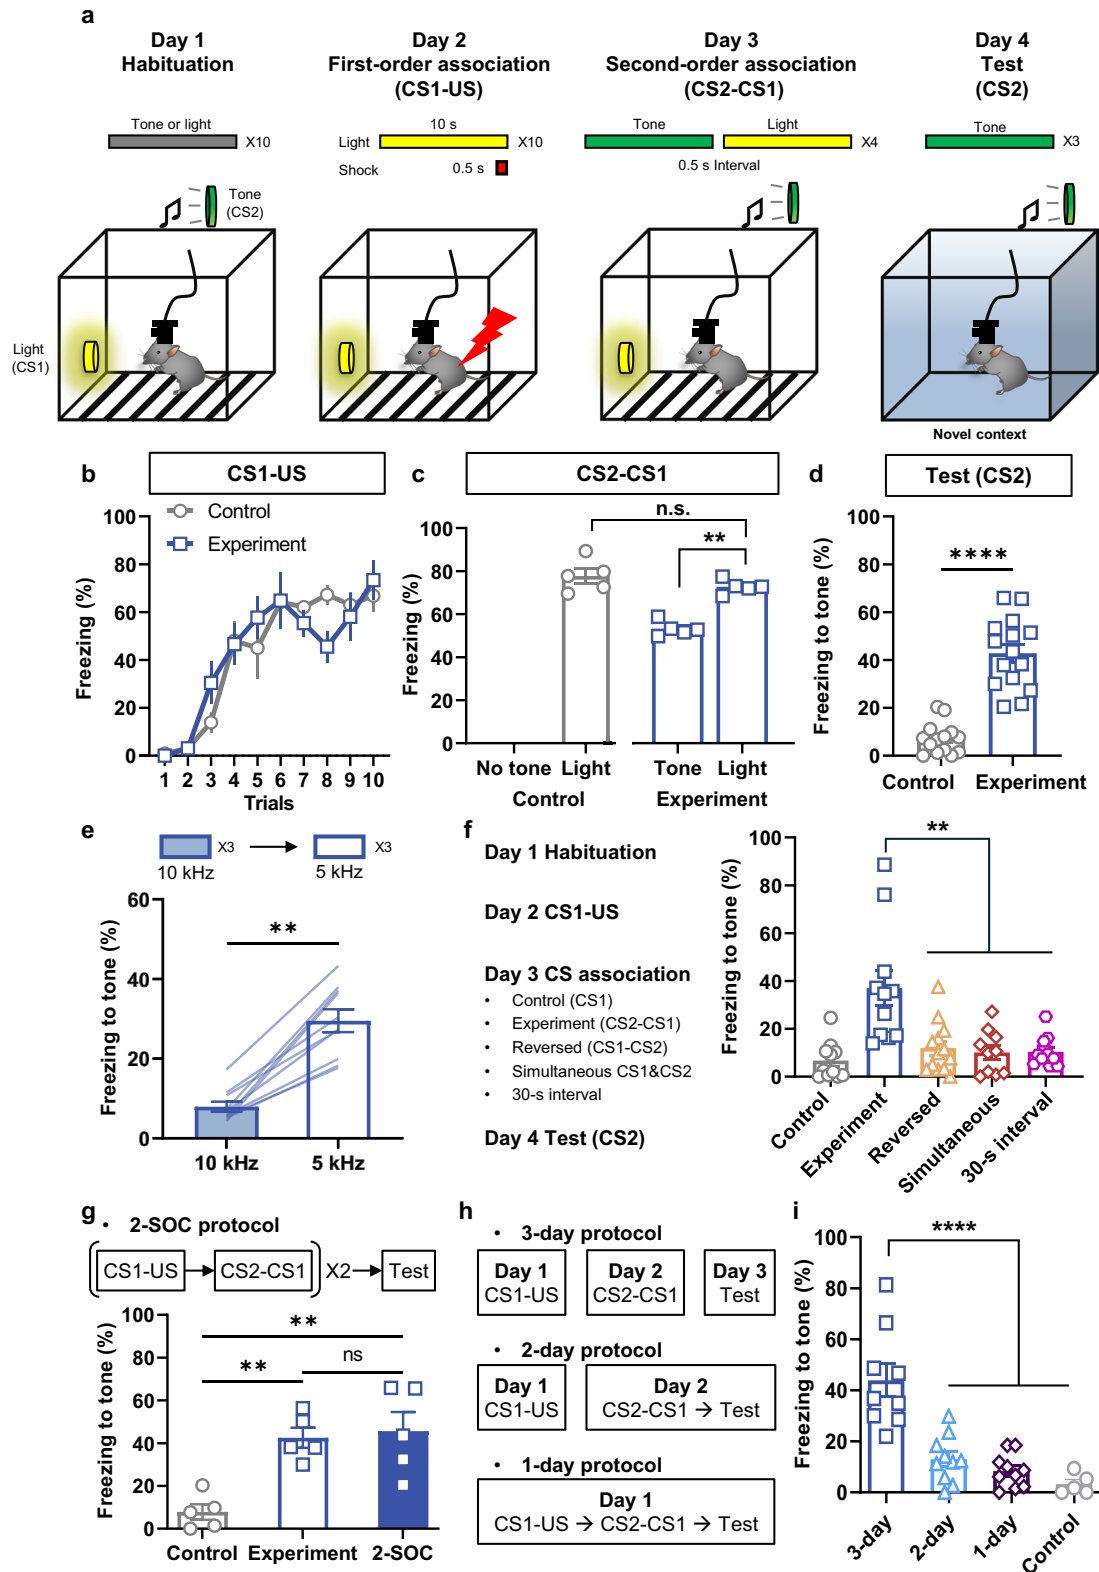 a
Day 1
Habituation
Day 2
First-order association
(CS1-US)
Day 3
Second-order association
(CS2-CS1)
Day 4
Test
(CS2)
Tone or light
X10
Light
10 s
X10
Shock
0.5 s
Tone
Light
X4
0.5 s Interval
Tone
X3
Tone
(CS2)
Light
(CS1)
Novel context
b
CS1-US
Control
Experiment
Freezing (%)
100
80
60
40
20
0
1 2 3 4 5 6 7 8 9 10
Trials
c
CS2-CS1
n.s.
**
Freezing (%)
100
80
60
40
20
0
No tone Light Tone Light
Control Experiment
d
Test (CS2)
****
Freezing to tone (%)
100
80
60
40
20
0
Control Experiment
e
X3
X3
10 kHz
5 kHz
**
Freezing to tone (%)
60
40
20
0
10 kHz 5 kHz
f
Day 1 Habituation
Day 2 CS1-US
Day 3 CS association
• Control (CS1)
• Experiment (CS2-CS1)
• Reversed (CS1-CS2)
• Simultaneous CS1&CS2
• 30-s interval
Day 4 Test (CS2)
**
Freezing to tone (%)
100
80
60
40
20
0
Control
Experiment
Reversed
Simultaneous
30-s interval
g
• 2-SOC protocol
CS1-US CS2-CS1 X2 Test
**
**
ns
Freezing to tone (%)
100
80
60
40
20
0
Control Experiment 2-SOC
h
• 3-day protocol
Day 1
CS1-US
Day 2
CS2-CS1
Day 3
Test
• 2-day protocol
Day 1
CS1-US
Day 2
CS2-CS1 → Test
• 1-day protocol
Day 1
CS1-US → CS2-CS1 → Test
i
****
Freezing to tone (%)
100
80
60
40
20
0
3-day
2-day
1-day
Control